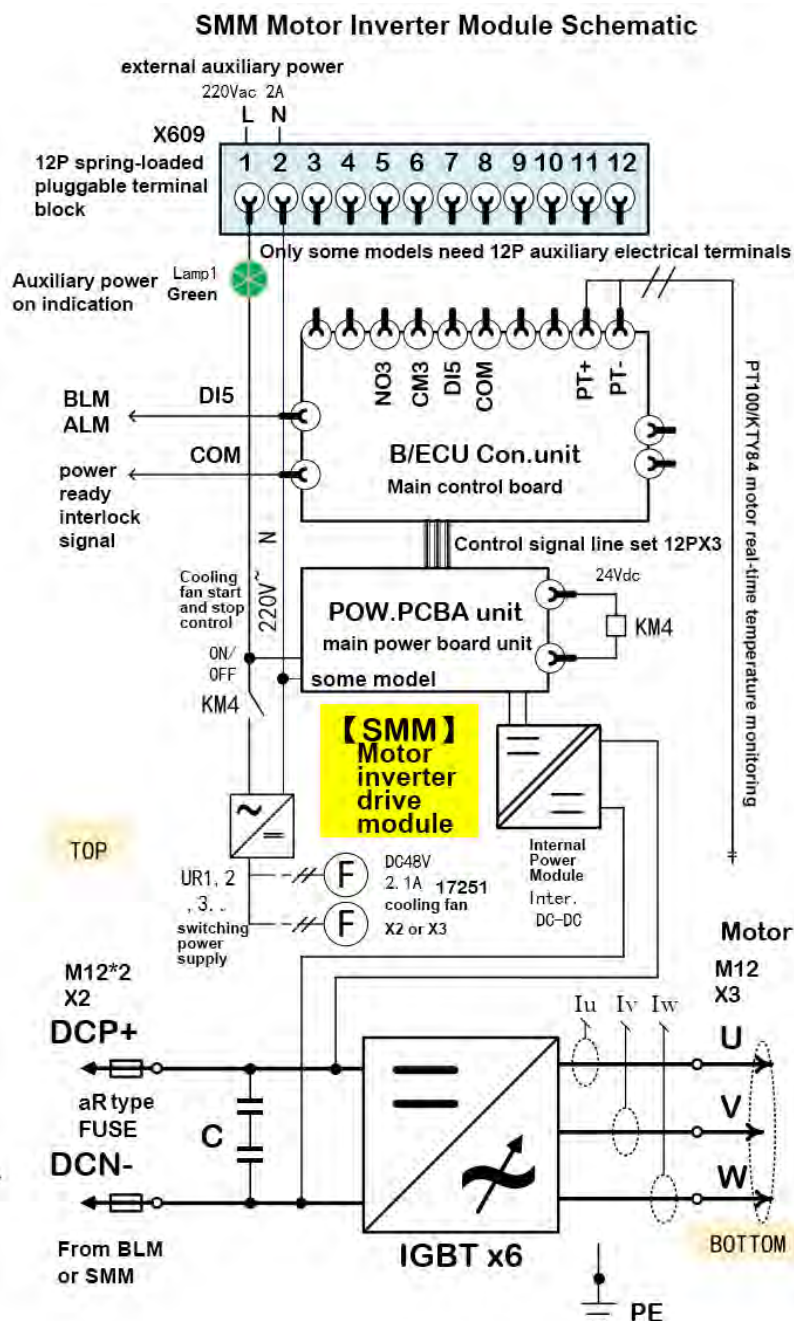 SMM Motor Inverter Module Schematic
external auxiliary power
220Vac 2A
L N
X609
12P spring-loaded
pluggable terminal
block
1 2 3 4 5 6 7 8 9 10 11 12
Only some models need 12P auxiliary electrical terminals
Auxiliary power
on indication
Lamp1
Green
NO3
CM3
DI5
COM
PT+
PT-
BLM
ALM
DI5
COM
power
ready
interlock
signal
B/ECU Con.unit
Main control board
PT100/KTY84 motor real-time temperature monitoring
Control signal line set 12PX3
Cooling
fan start
and stop
control
220V~
N
ON/
OFF
KM4
POW.PCBA unit
main power board unit
some model
24Vdc
KM4
【SMM】
Motor
inverter
drive
module
TOP
UR1.2
.3..
switching
power
supply
F
F
DC48V
2.1A 17251
cooling fan
X2 or X3
Internal
Power
Module
Inter.
DC-DC
Motor
M12
X3
M12*2
X2
DCP+
aR type
FUSE
DCN-
C
From BLM
or SMM
Iu Iv Iw
U
V
W
IGBT x6
BOTTOM
PE